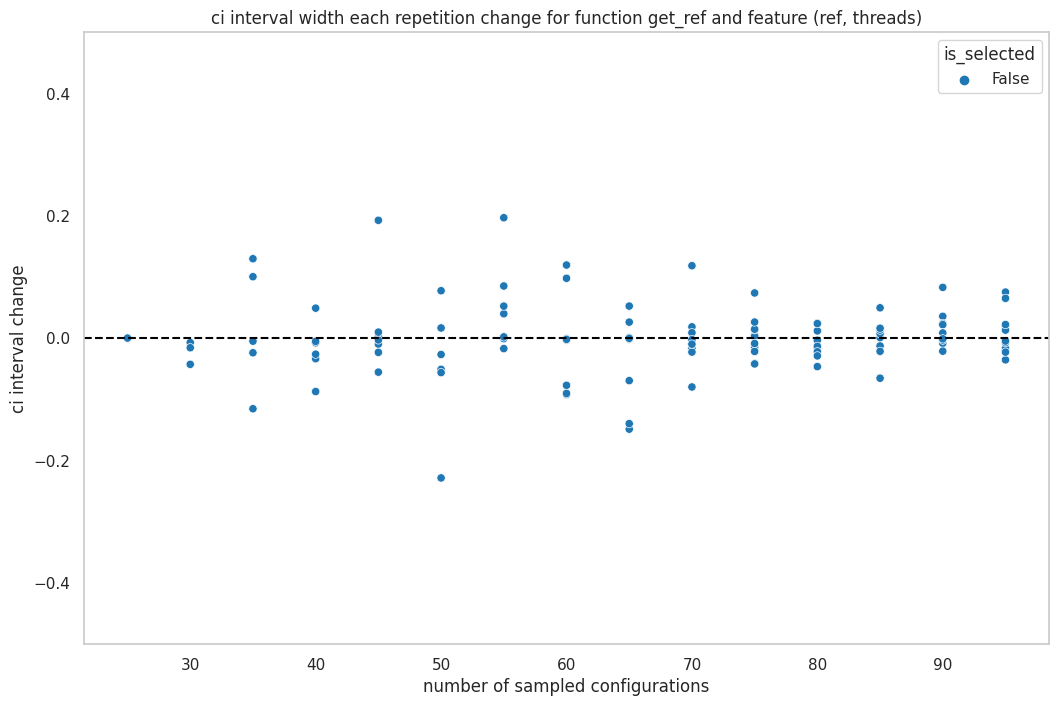 ci interval width each repetition change for function get_ref and feature (ref, threads)
is_selected
False
ci interval change
0.4
0.2
0.0
−0.2
−0.4
30 40 50 60 70 80 90
number of sampled configurations